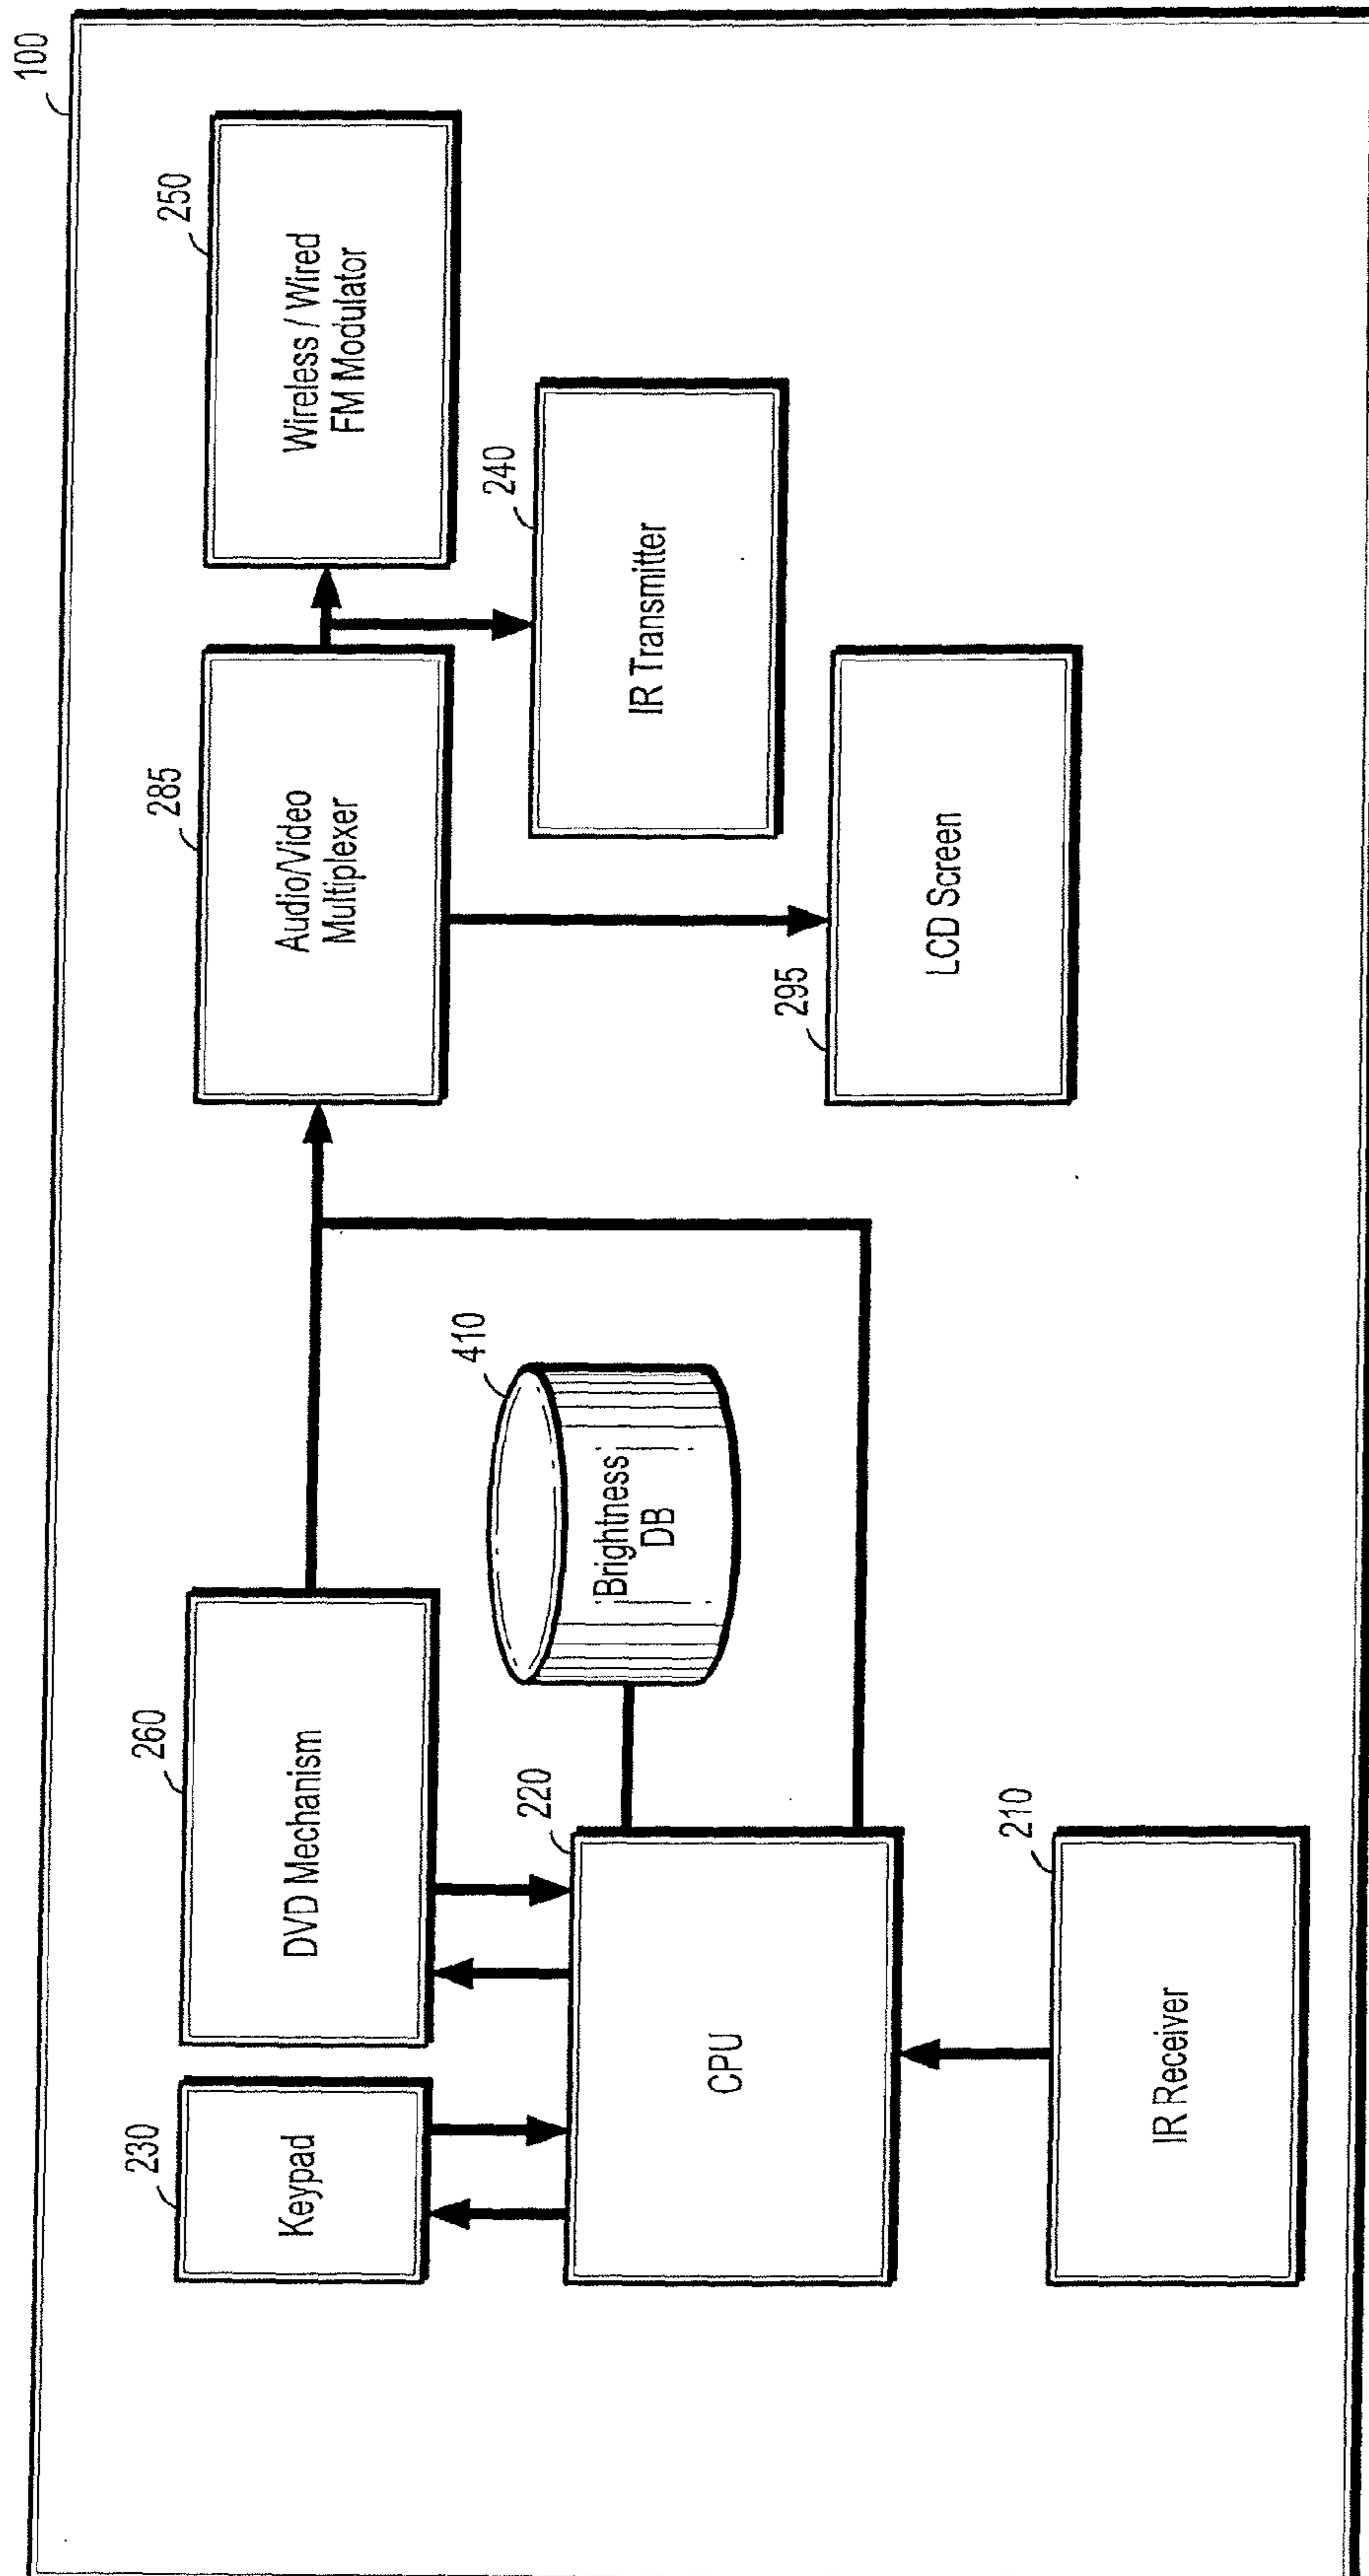 100
230
Keypad
260
DVD Mechanism
285
Audio/Video
Multiplexer
250
Wireless / Wired
FM Modulator
220
CPU
410
Brightness
DB
240
IR Transmitter
210
IR Receiver
295
LCD Screen